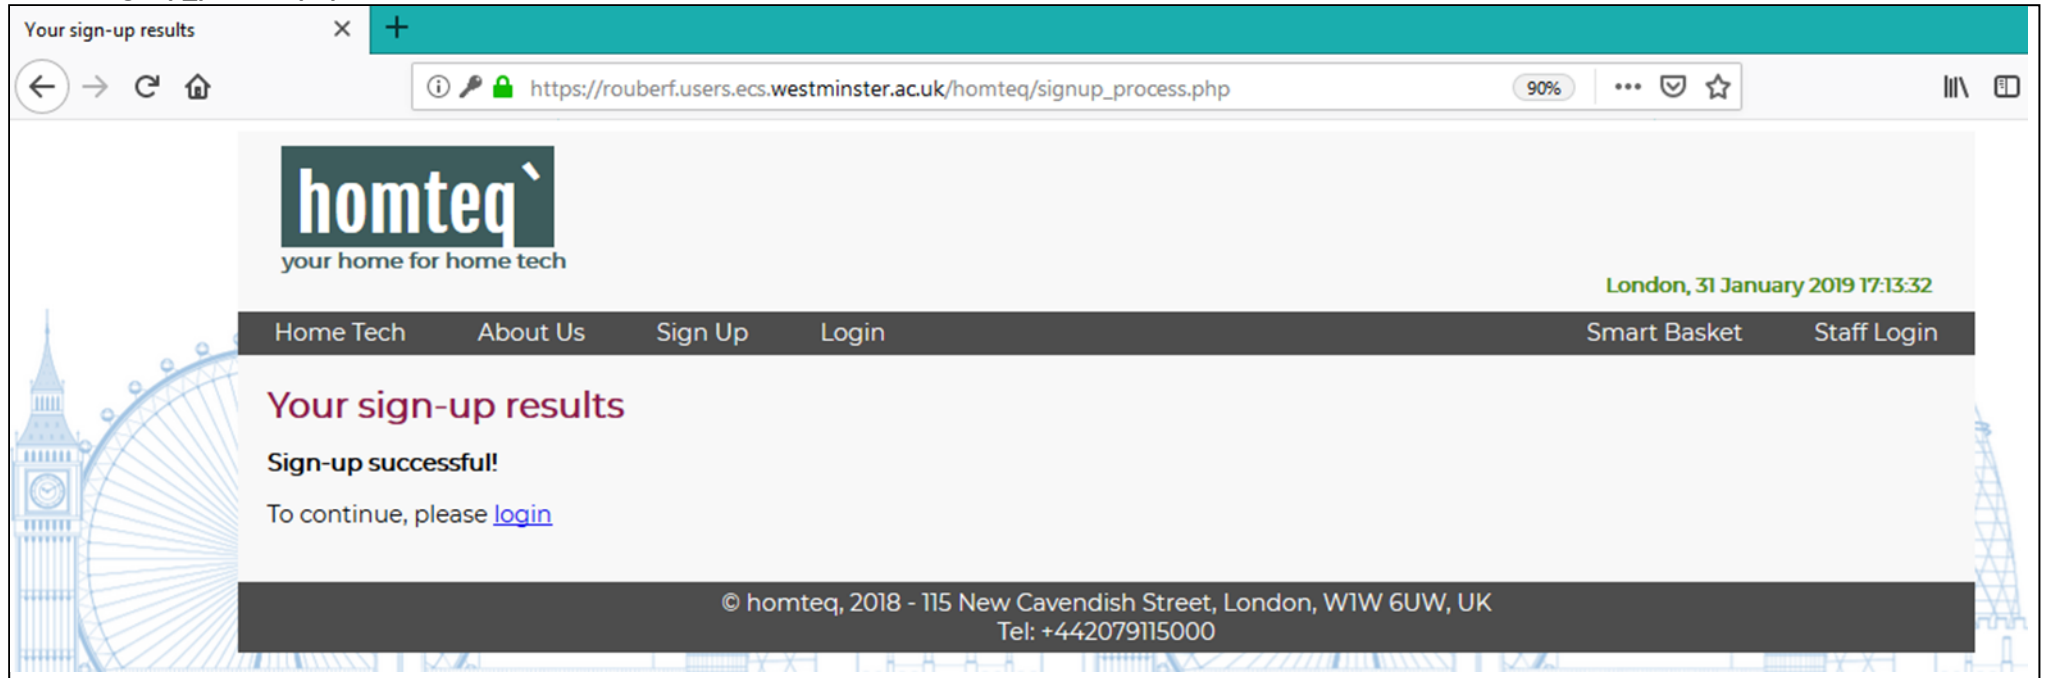 Your sign-up results
https://rouberf.users.ecs.westminster.ac.uk/homteq/signup_process.php
90%
homteq`
your home for home tech
London, 31 January 2019 17:13:32
Home Tech About Us Sign Up Login Smart Basket Staff Login
Your sign-up results
Sign-up successful!
To continue, please login
© homteq, 2018 - 115 New Cavendish Street, London, W1W 6UW, UK
Tel: +442079115000